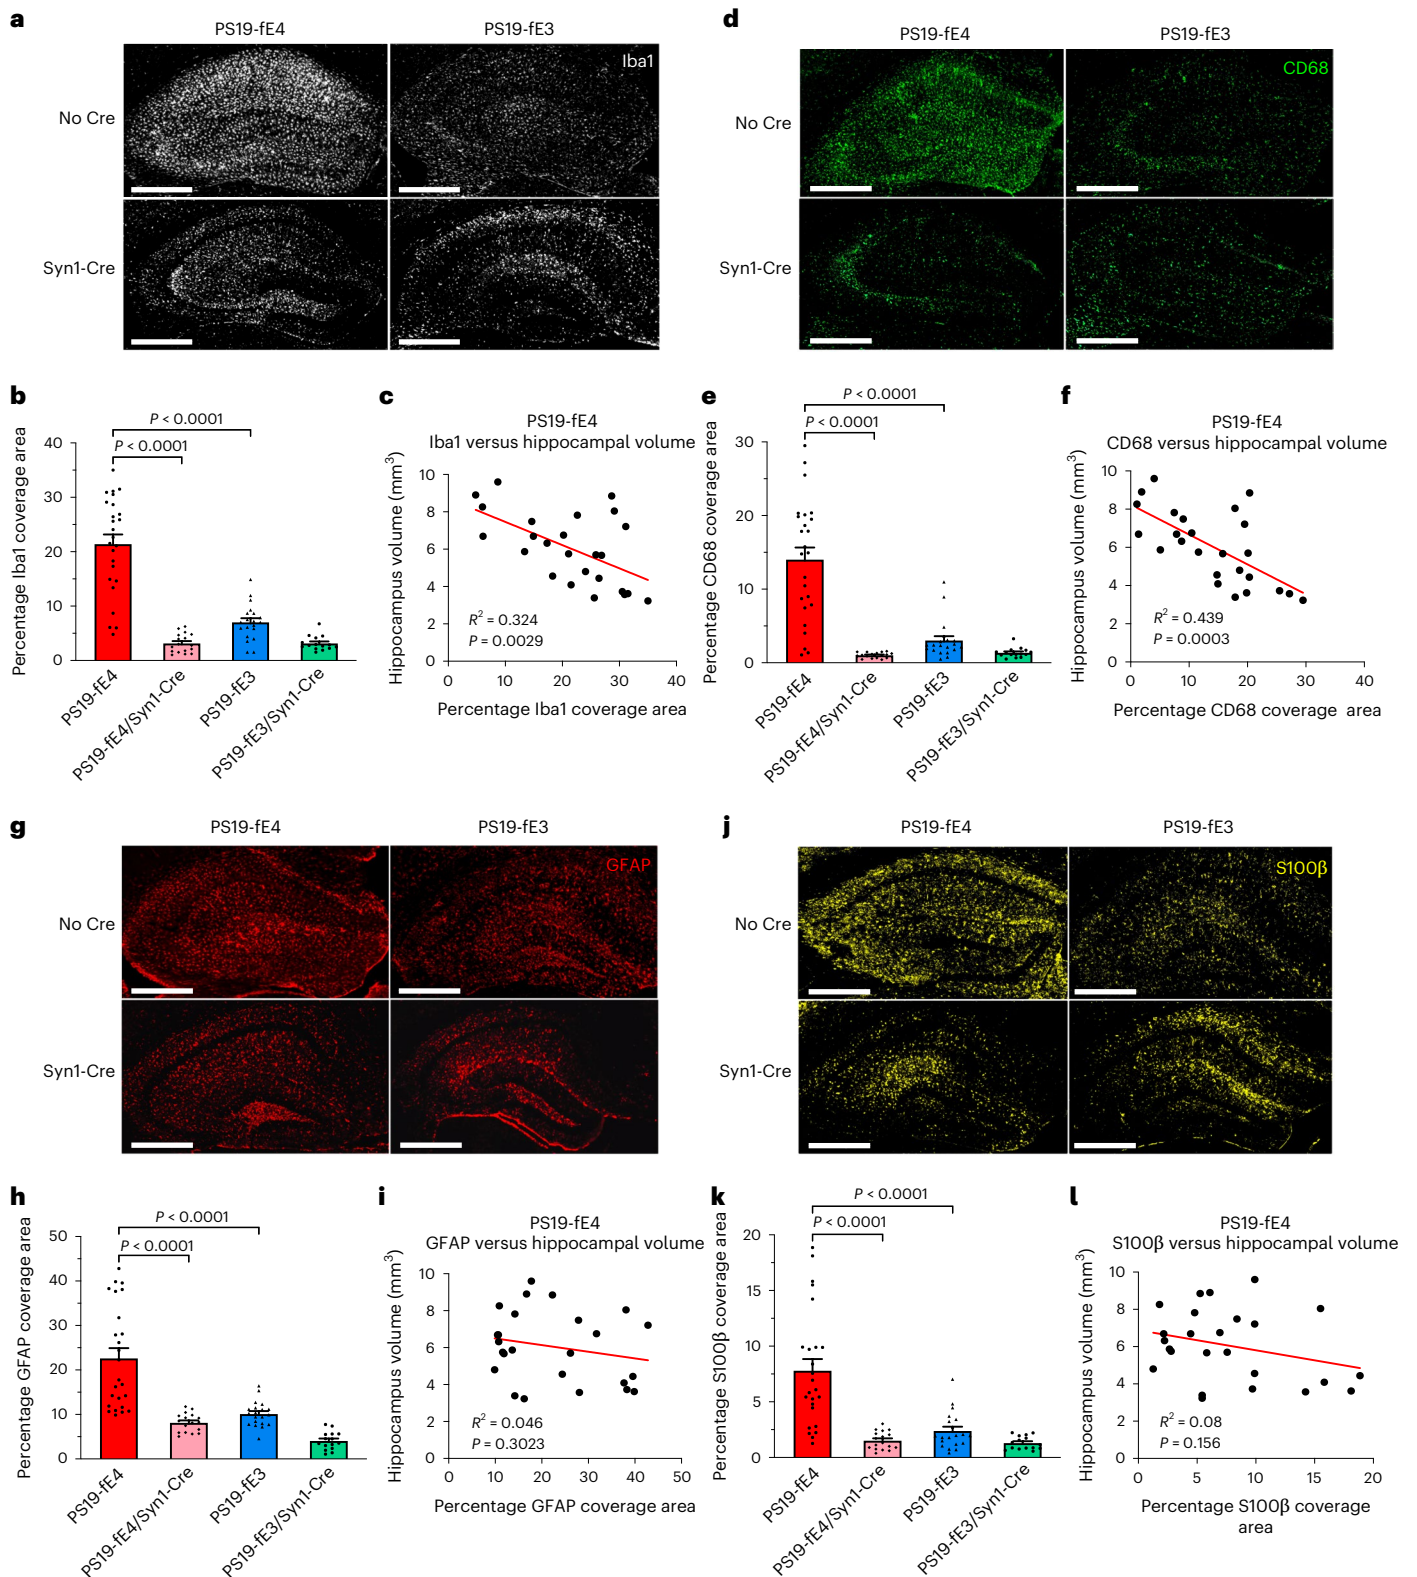 a
PS19-fE4
PS19-fE3
Iba1
No Cre
Syn1-Cre
d
PS19-fE4
PS19-fE3
CD68
No Cre
Syn1-Cre
b
P < 0.0001
P < 0.0001
Percentage Iba1 coverage area
40
30
20
10
0
PS19-fE4
PS19-fE4/Syn1-Cre
PS19-fE3
PS19-fE3/Syn1-Cre
c
PS19-fE4
Iba1 versus hippocampal volume
Hippocampus volume (mm³)
10
8
6
4
2
0
R² = 0.324
P = 0.0029
0 10 20 30 40
Percentage Iba1 coverage area
e
P < 0.0001
P < 0.0001
Percentage CD68 coverage area
30
20
10
0
PS19-fE4
PS19-fE4/Syn1-Cre
PS19-fE3
PS19-fE3/Syn1-Cre
f
PS19-fE4
CD68 versus hippocampal volume
Hippocampus volume (mm³)
10
8
6
4
2
0
R² = 0.439
P = 0.0003
0 10 20 30 40
Percentage CD68 coverage area
g
PS19-fE4
PS19-fE3
GFAP
No Cre
Syn1-Cre
j
PS19-fE4
PS19-fE3
S100β
No Cre
Syn1-Cre
h
P < 0.0001
P < 0.0001
Percentage GFAP coverage area
50
40
30
20
10
0
PS19-fE4
PS19-fE4/Syn1-Cre
PS19-fE3
PS19-fE3/Syn1-Cre
i
PS19-fE4
GFAP versus hippocampal volume
Hippocampus volume (mm³)
10
8
6
4
2
0
R² = 0.046
P = 0.3023
0 10 20 30 40 50
Percentage GFAP coverage area
k
P < 0.0001
P < 0.0001
Percentage S100β coverage area
20
15
10
5
0
PS19-fE4
PS19-fE4/Syn1-Cre
PS19-fE3
PS19-fE3/Syn1-Cre
l
PS19-fE4
S100β versus hippocampal volume
Hippocampus volume (mm³)
10
8
6
4
2
0
R² = 0.08
P = 0.156
0 5 10 15 20
Percentage S100β coverage
area